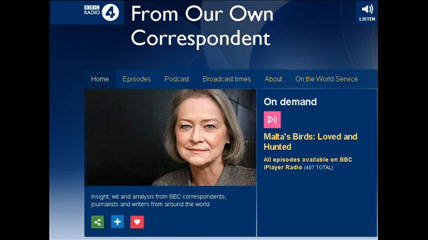 BBC
RADIO 4
From Our Own
Correspondent
LISTEN
Home Episodes Podcast Broadcast times About On the World Service
On demand
Malta's Birds: Loved and
Hunted
All episodes available on BBC
iPlayer Radio (407 TOTAL)
Insight, wit and analysis from BBC correspondents,
journalists and writers from around the world